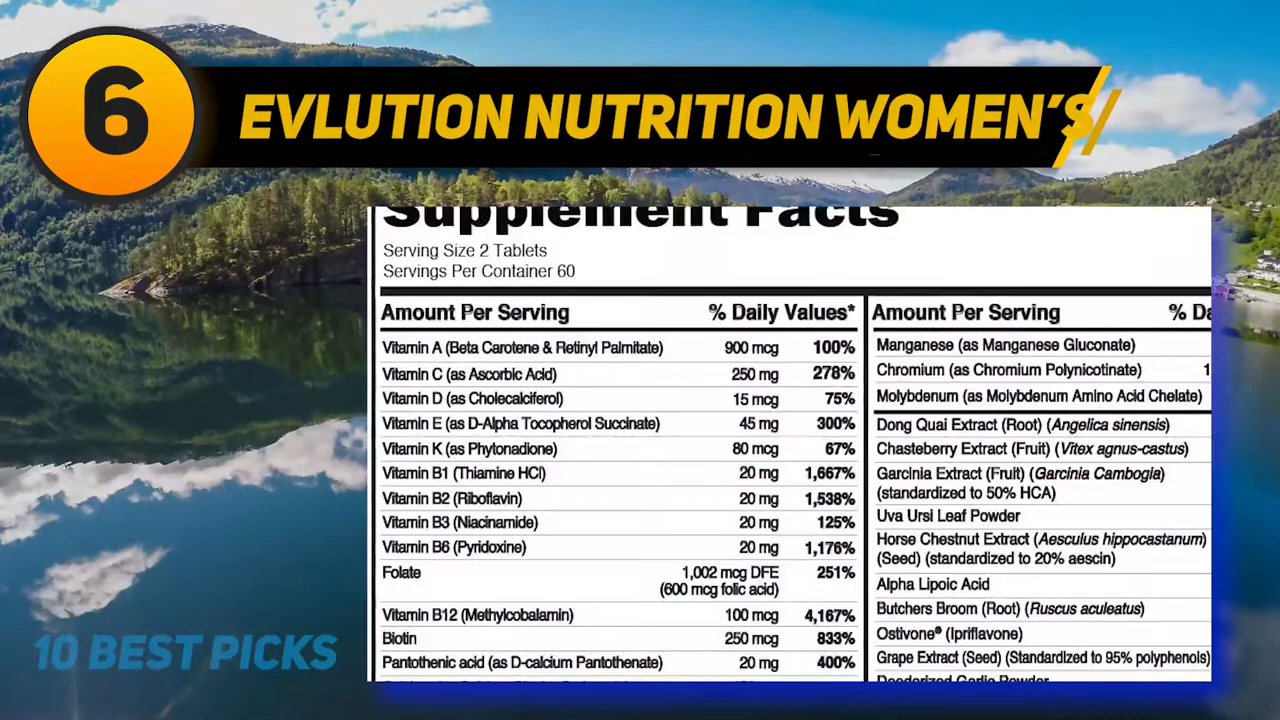 6
EVLUTION NUTRITION WOMEN'S
Supplement Facts
Serving Size 2 Tablets
Servings Per Container 60
Amount Per Serving % Daily Values*
Vitamin A (Beta Carotene & Retinyl Palmitate) 900 mcg 100%
Vitamin C (as Ascorbic Acid) 250 mg 278%
Vitamin D (as Cholecalciferol) 15 mcg 75%
Vitamin E (as D-Alpha Tocopherol Succinate) 45 mg 300%
Vitamin K (as Phytonadione) 80 mcg 67%
Vitamin B1 (Thiamine HCl) 20 mg 1,667%
Vitamin B2 (Riboflavin) 20 mg 1,538%
Vitamin B3 (Niacinamide) 20 mg 125%
Vitamin B6 (Pyridoxine) 20 mg 1,176%
Folate 1,002 mcg DFE 251%
(600 mcg folic acid)
Vitamin B12 (Methylcobalamin) 100 mcg 4,167%
Biotin 250 mcg 833%
Pantothenic acid (as D-calcium Pantothenate) 20 mg 400%
Amount Per Serving % Da
Manganese (as Manganese Gluconate)
Chromium (as Chromium Polynicotinate) 1
Molybdenum (as Molybdenum Amino Acid Chelate)
Dong Quai Extract (Root) (Angelica sinensis)
Chasteberry Extract (Fruit) (Vitex agnus-castus)
Garcinia Extract (Fruit) (Garcinia Cambogia)
(standardized to 50% HCA)
Uva Ursi Leaf Powder
Horse Chestnut Extract (Aesculus hippocastanum)
(Seed) (standardized to 20% aescin)
Alpha Lipoic Acid
Butchers Broom (Root) (Ruscus aculeatus)
Ostivone® (Ipriflavone)
Grape Extract (Seed) (Standardized to 95% polyphenols)
Deodorized Garlic Powder
10 BEST PICKS